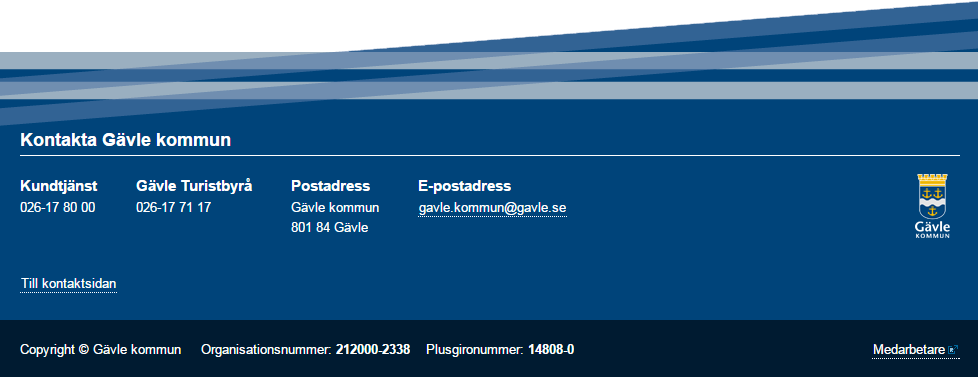 Kontakta Gävle kommun
Kundtjänst
026-17 80 00
Gävle Turistbyrå
026-17 71 17
Postadress
Gävle kommun
801 84 Gävle
E-postadress
gavle.kommun@gavle.se
Gävle
KOMMUN
Till kontaktsidan
Copyright © Gävle kommun Organisationsnummer: 212000-2338 Plusgironummer: 14808-0
Medarbetare